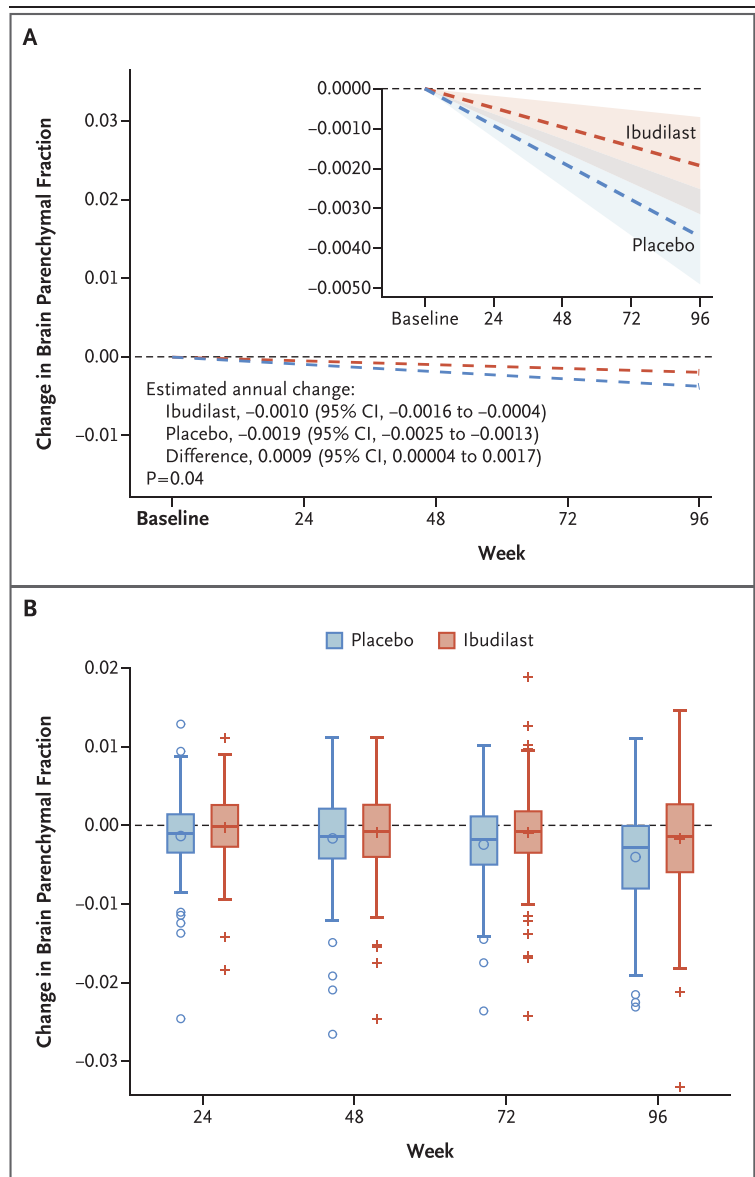 A
Change in Brain Parenchymal Fraction
0.03
0.02
0.01
0.00
–0.01
0.0000
–0.0010
–0.0020
–0.0030
–0.0040
–0.0050
Ibudilast
Placebo
Baseline 24 48 72 96
Estimated annual change:
Ibudilast, –0.0010 (95% CI, –0.0016 to –0.0004)
Placebo, –0.0019 (95% CI, –0.0025 to –0.0013)
Difference, 0.0009 (95% CI, 0.00004 to 0.0017)
P=0.04
Baseline 24 48 72 96
Week
B
Placebo Ibudilast
Change in Brain Parenchymal Fraction
0.02
0.01
0.00
–0.01
–0.02
–0.03
24 48 72 96
Week